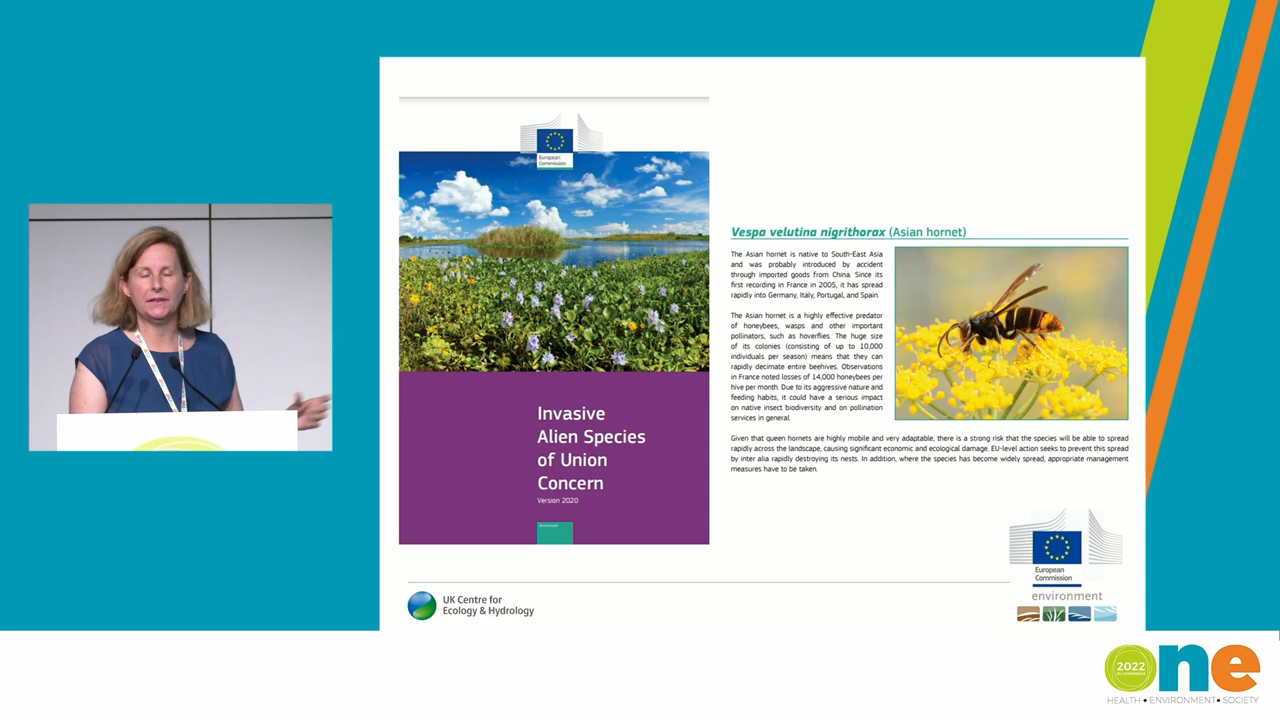 European
Commission
Invasive
Alien Species
of Union
Concern
Version 2020
Vespa velutina nigrithorax (Asian hornet)
The Asian hornet is native to South-East Asia
and was probably introduced by accident
through imported goods from China. Since its
first recording in France in 2005, it has spread
rapidly into Germany, Italy, Portugal, and Spain.
The Asian hornet is a highly effective predator
of honeybees, wasps and other important
pollinators, such as hoverflies. The huge size
of its colonies (consisting of up to 10,000
individuals per season) means that they can
rapidly decimate entire beehives. Observations
in France noted losses of 14,000 honeybees per
hive per month. Due to its aggressive nature and
feeding habits, it could have a serious impact
on native insect biodiversity and on pollination
services in general.
Given that queen hornets are highly mobile and very adaptable, there is a strong risk that the species will be able to spread
rapidly across the landscape, causing significant economic and ecological damage. EU-level action seeks to prevent this spread
by inter alia rapidly destroying its nests. In addition, where the species has become widely spread, appropriate management
measures have to be taken.
UK Centre for
Ecology & Hydrology
European
Commission
environment
2022
one
HEALTH • ENVIRONMENT • SOCIETY